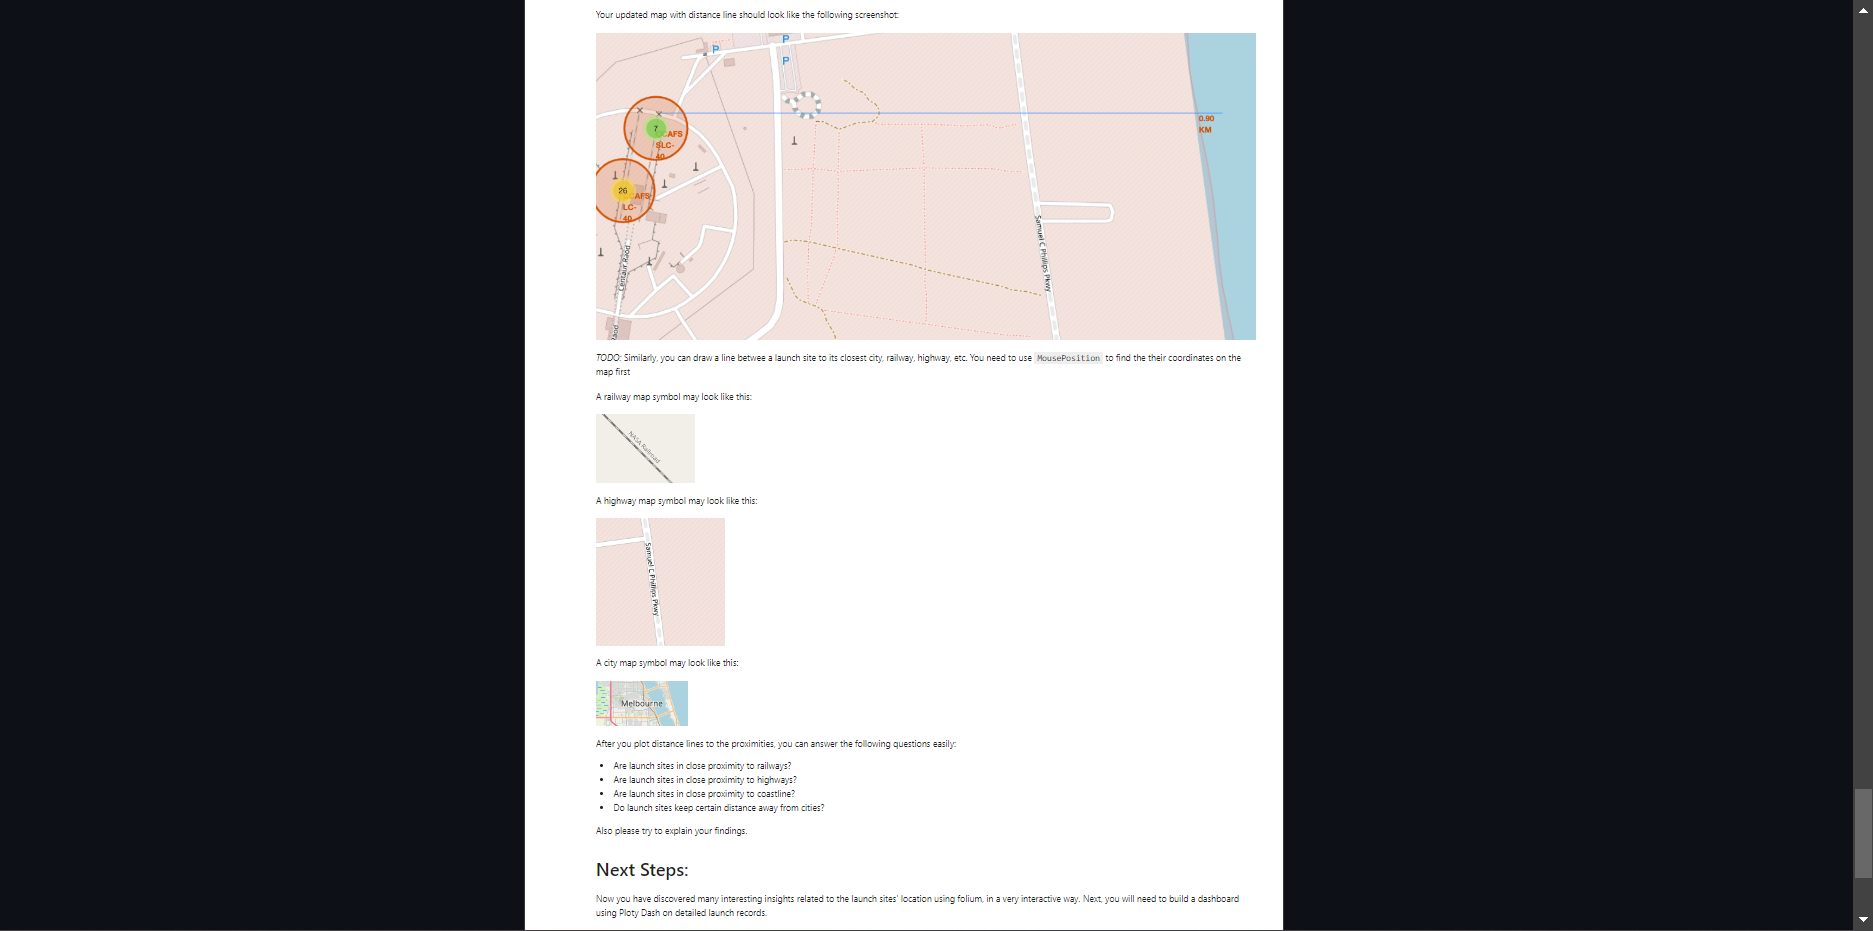 Your updated map with distance line should look like the following screenshot:
P
P
P
7
CAFS
SLC-
40
0.90
KM
26
CAFS
LC-
40
Centaur Raod
Samuel C Phillips Pkwy
Raod
TODO: Similarly, you can draw a line betwee a launch site to its closest city, railway, highway, etc. You need to use MousePosition to find the their coordinates on the
map first
A railway map symbol may look like this:
NASA Railroad
A highway map symbol may look like this:
Samuel C Phillips Pkwy
A city map symbol may look like this:
Melbourne
After you plot distance lines to the proximities, you can answer the following questions easily:
• Are launch sites in close proximity to railways?
• Are launch sites in close proximity to highways?
• Are launch sites in close proximity to coastline?
• Do launch sites keep certain distance away from cities?
Also please try to explain your findings.
Next Steps:
Now you have discovered many interesting insights related to the launch sites' location using folium, in a very interactive way. Next, you will need to build a dashboard
using Ploty Dash on detailed launch records.